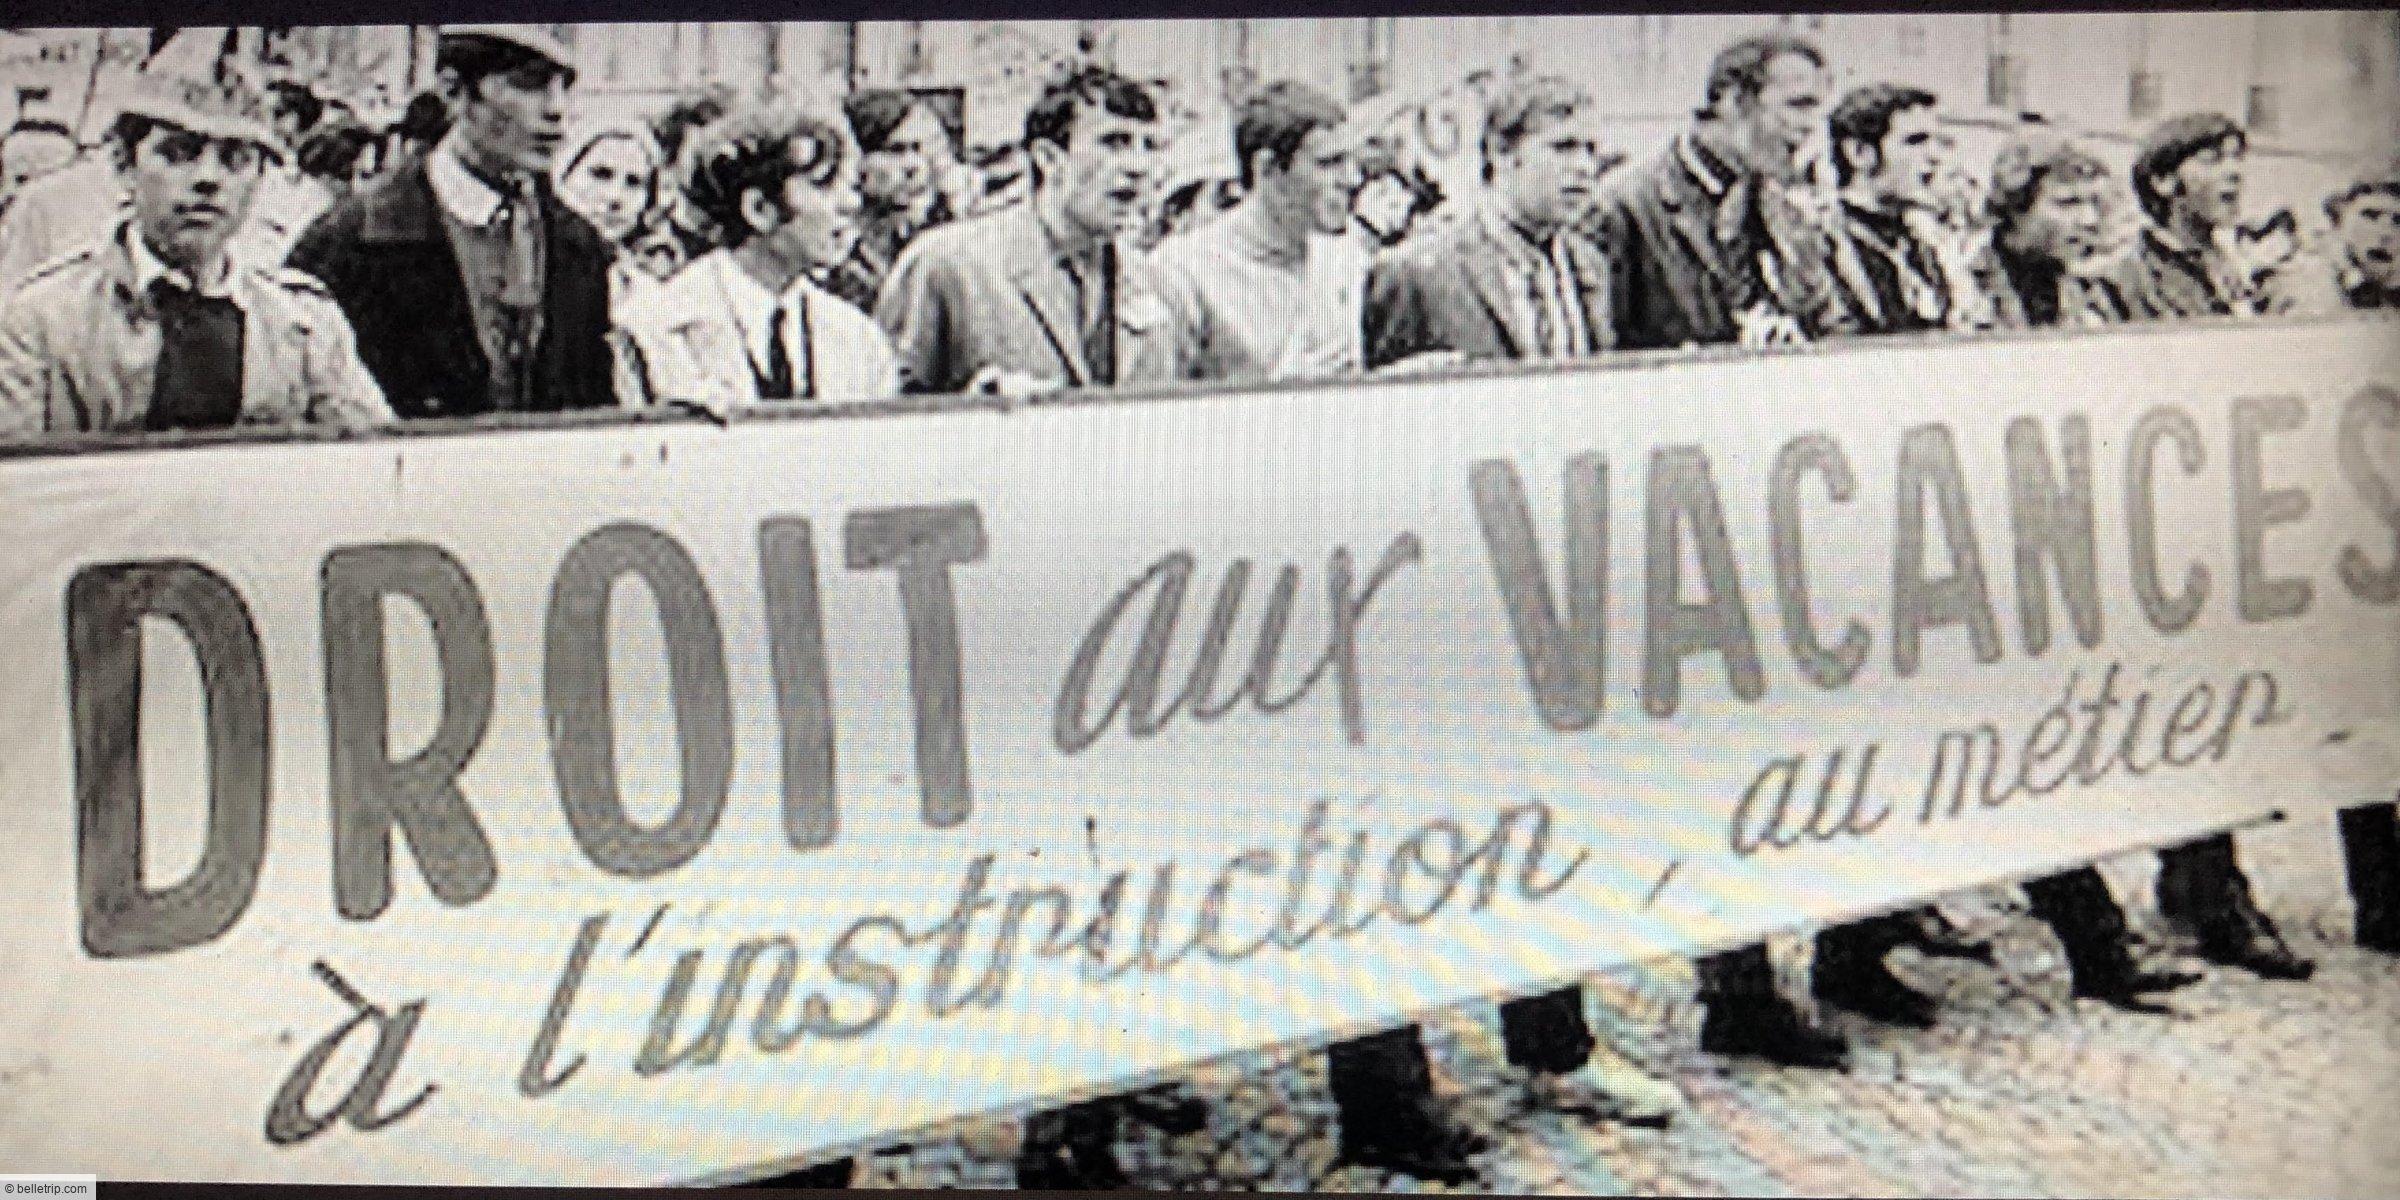 DROIT aux VACANCES
à l'instruction, au métier
© belletrip.com